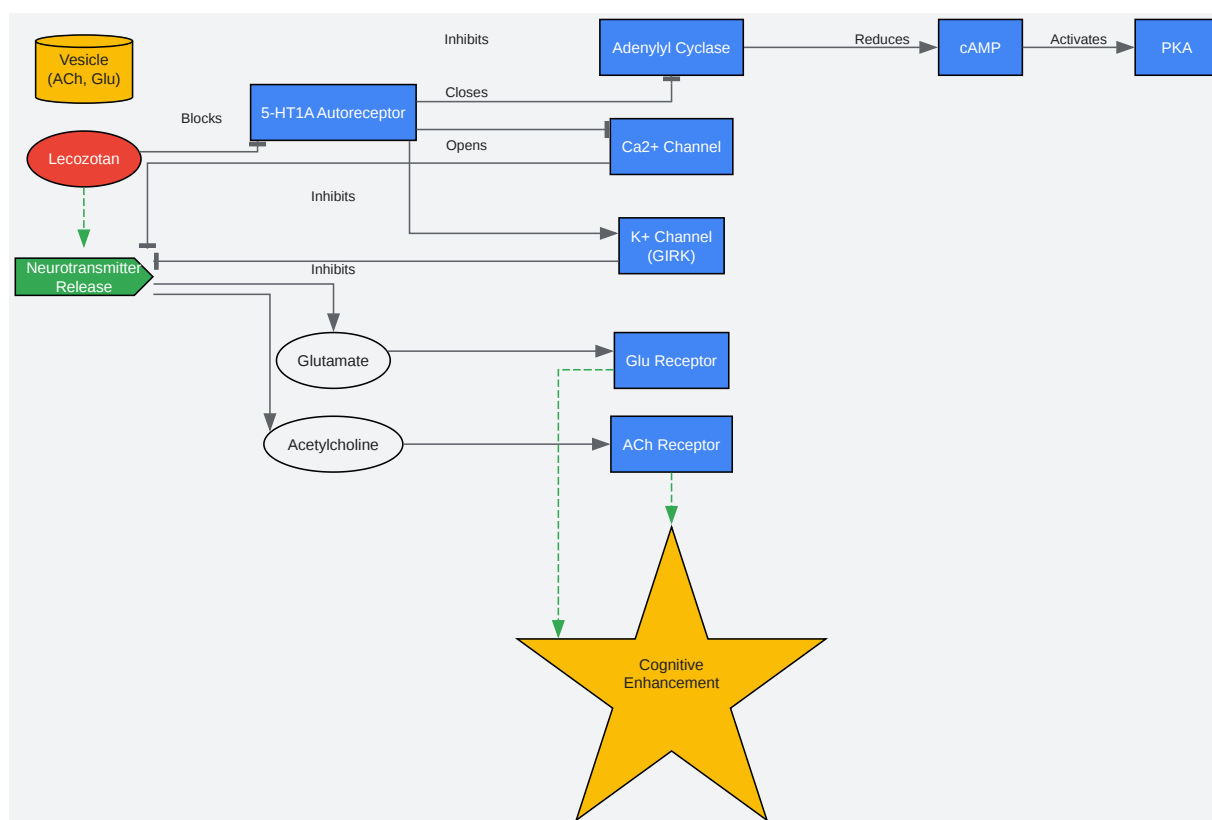 Inhibits
Adenylyl Cyclase
Reduces
cAMP
Activates
PKA
Vesicle
(ACh, Glu)
Closes
5-HT1A Autoreceptor
Blocks
Opens
Ca2+ Channel
Lecozotan
Inhibits
K+ Channel
(GIRK)
Neurotransmitter
Release
Inhibits
Glutamate
Glu Receptor
Acetylcholine
ACh Receptor
Cognitive
Enhancement